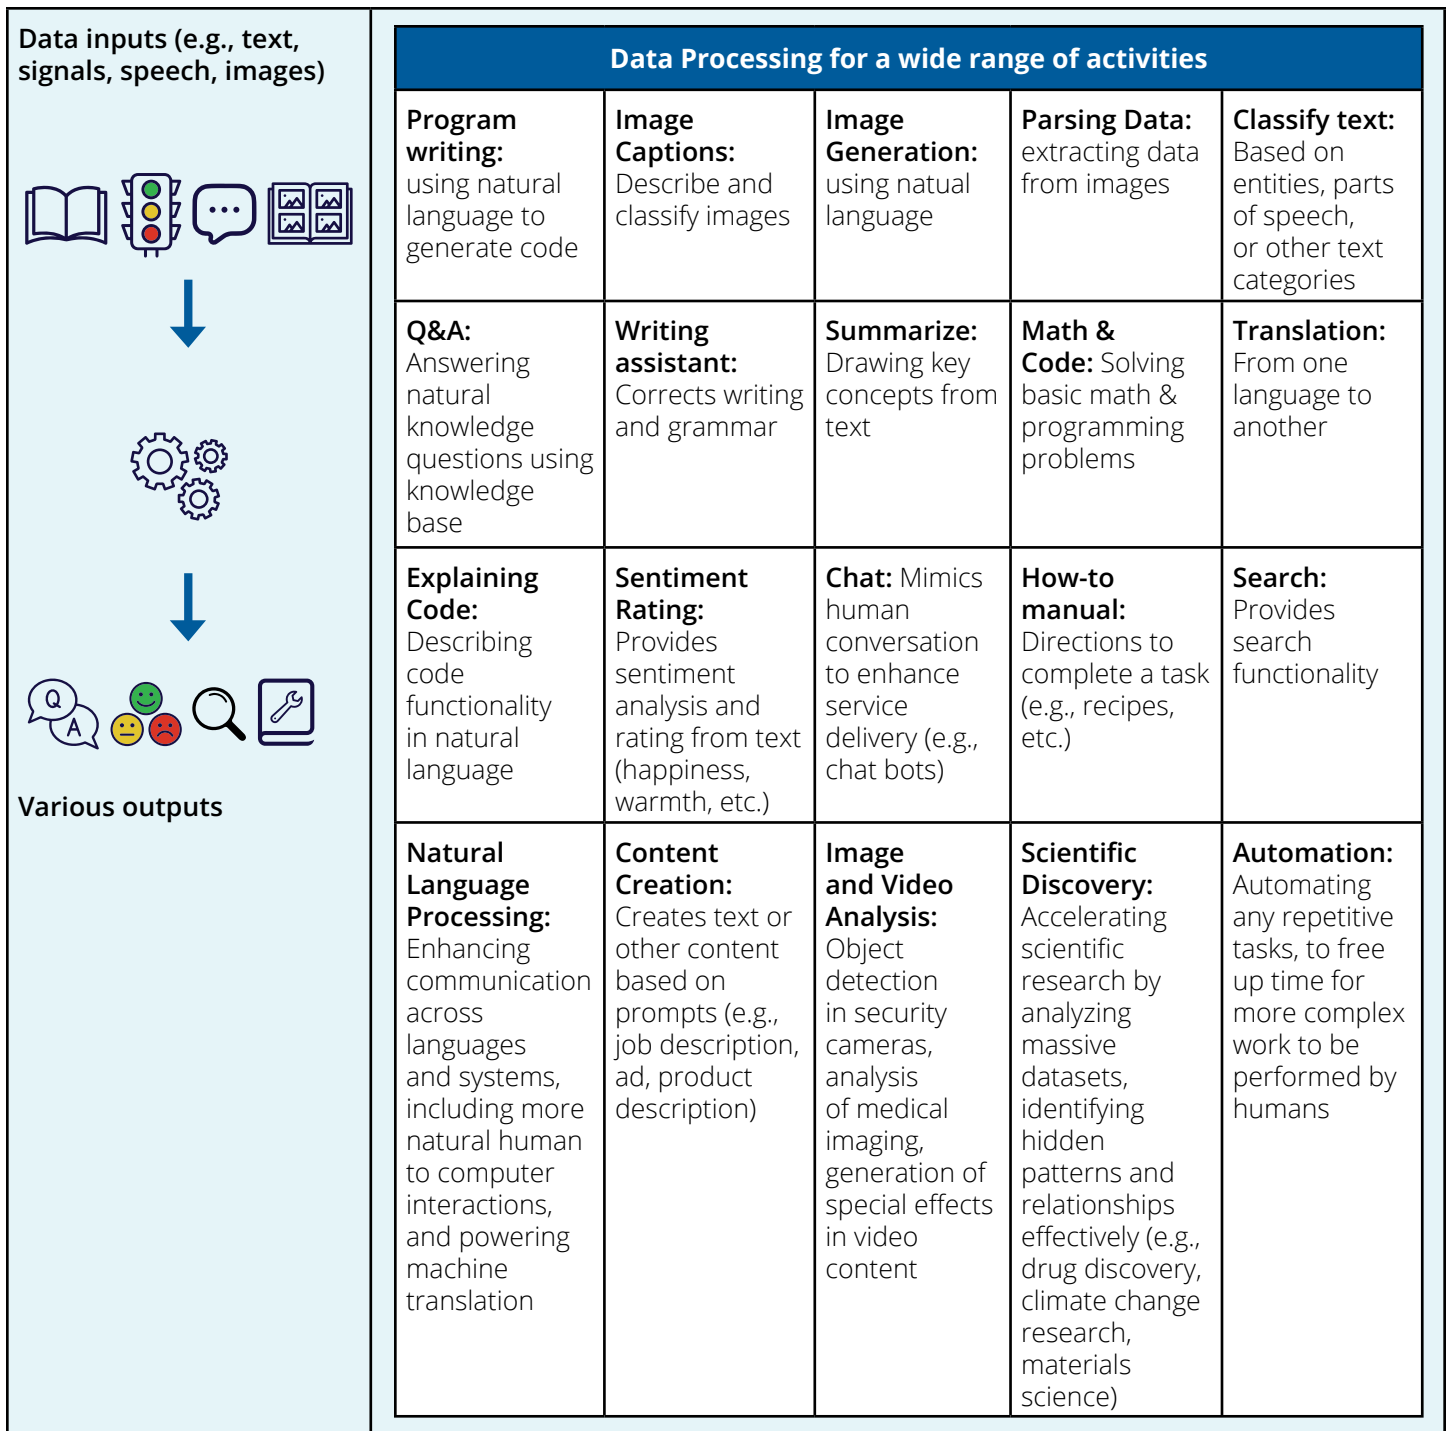 Data inputs (e.g., text,
signals, speech, images)
Q
A
Various outputs
Data Processing for a wide range of activities
Program
writing:
using natural
language to
generate code
Image
Captions:
Describe and
classify images
Image
Generation:
using natual
language
Parsing Data:
extracting data
from images
Classify text:
Based on
entities, parts
of speech,
or other text
categories
Q&A:
Answering
natural
knowledge
questions using
knowledge
base
Writing
assistant:
Corrects writing
and grammar
Summarize:
Drawing key
concepts from
text
Math &
Code: Solving
basic math &
programming
problems
Translation:
From one
language to
another
Explaining
Code:
Describing
code
functionality
in natural
language
Sentiment
Rating:
Provides
sentiment
analysis and
rating from text
(happiness,
warmth, etc.)
Chat: Mimics
human
conversation
to enhance
service
delivery (e.g.,
chat bots)
How-to
manual:
Directions to
complete a task
(e.g., recipes,
etc.)
Search:
Provides
search
functionality
Natural
Language
Processing:
Enhancing
communication
across
languages
and systems,
including more
natural human
to computer
interactions,
and powering
machine
translation
Content
Creation:
Creates text or
other content
based on
prompts (e.g.,
job description,
ad, product
description)
Image
and Video
Analysis:
Object
detection
in security
cameras,
analysis
of medical
imaging,
generation of
special effects
in video
content
Scientific
Discovery:
Accelerating
scientific
research by
analyzing
massive
datasets,
identifying
hidden
patterns and
relationships
effectively (e.g.,
drug discovery,
climate change
research,
materials
science)
Automation:
Automating
any repetitive
tasks, to free
up time for
more complex
work to be
performed by
humans